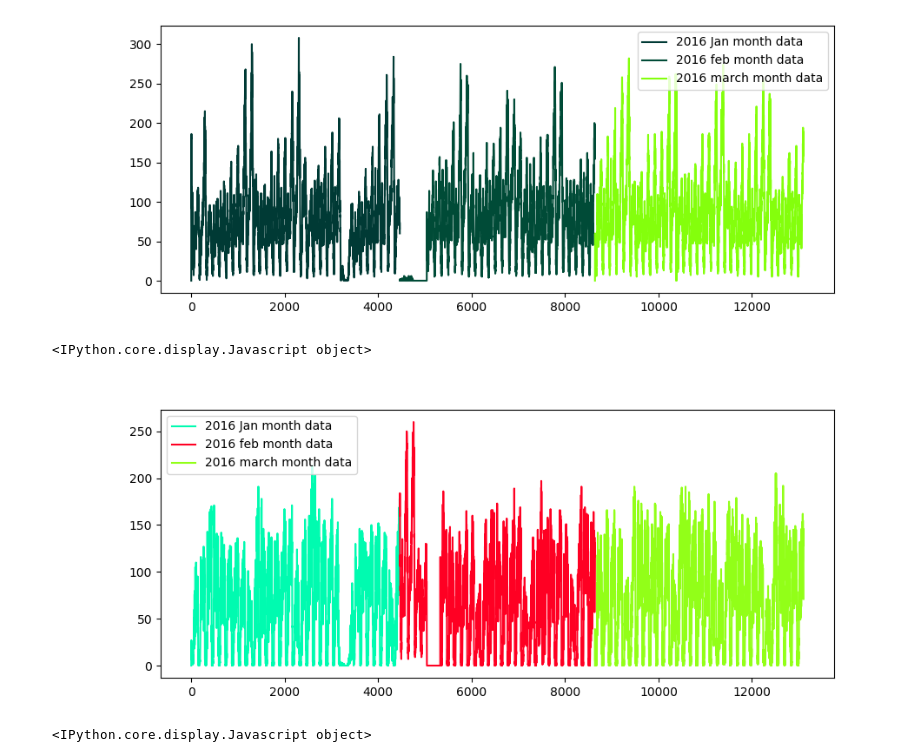 300
250
200
150
100
50
0
2016 Jan month data
2016 feb month data
2016 march month data
0 2000 4000 6000 8000 10000 12000
<IPython.core.display.Javascript object>
250
200
150
100
50
0
2016 Jan month data
2016 feb month data
2016 march month data
0 2000 4000 6000 8000 10000 12000
<IPython.core.display.Javascript object>